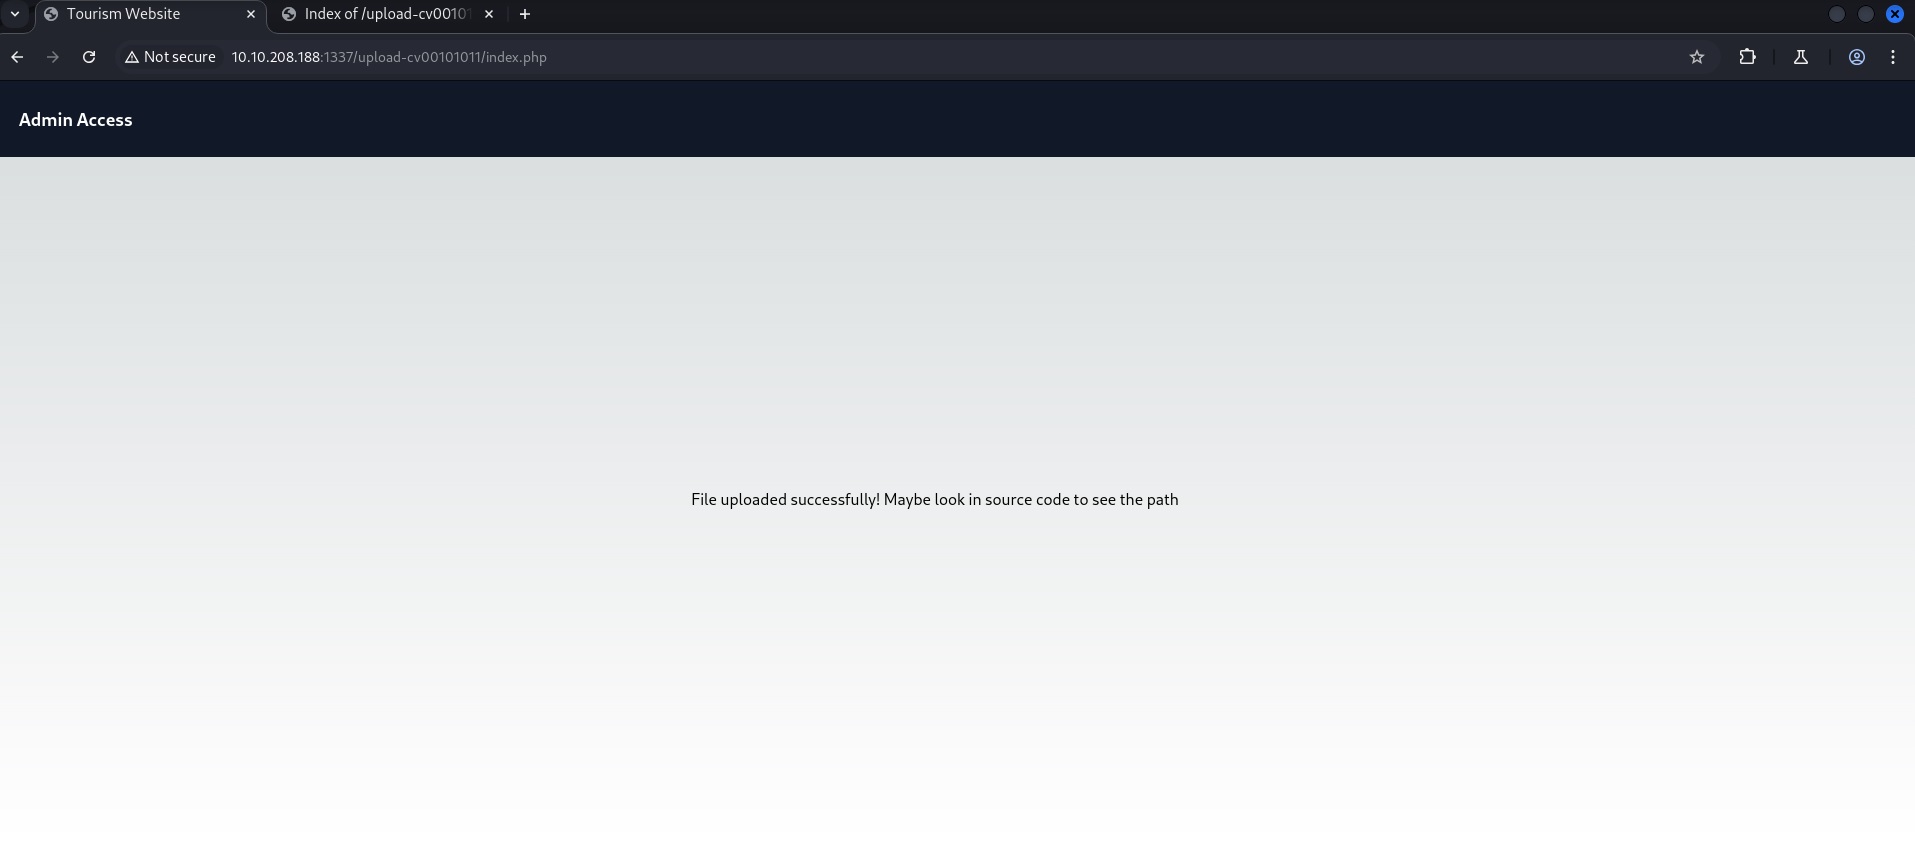 Tourism Website
Index of /upload-cv00101
Not secure
10.10.208.188:1337/upload-cv00101011/index.php
Admin Access
File uploaded successfully! Maybe look in source code to see the path